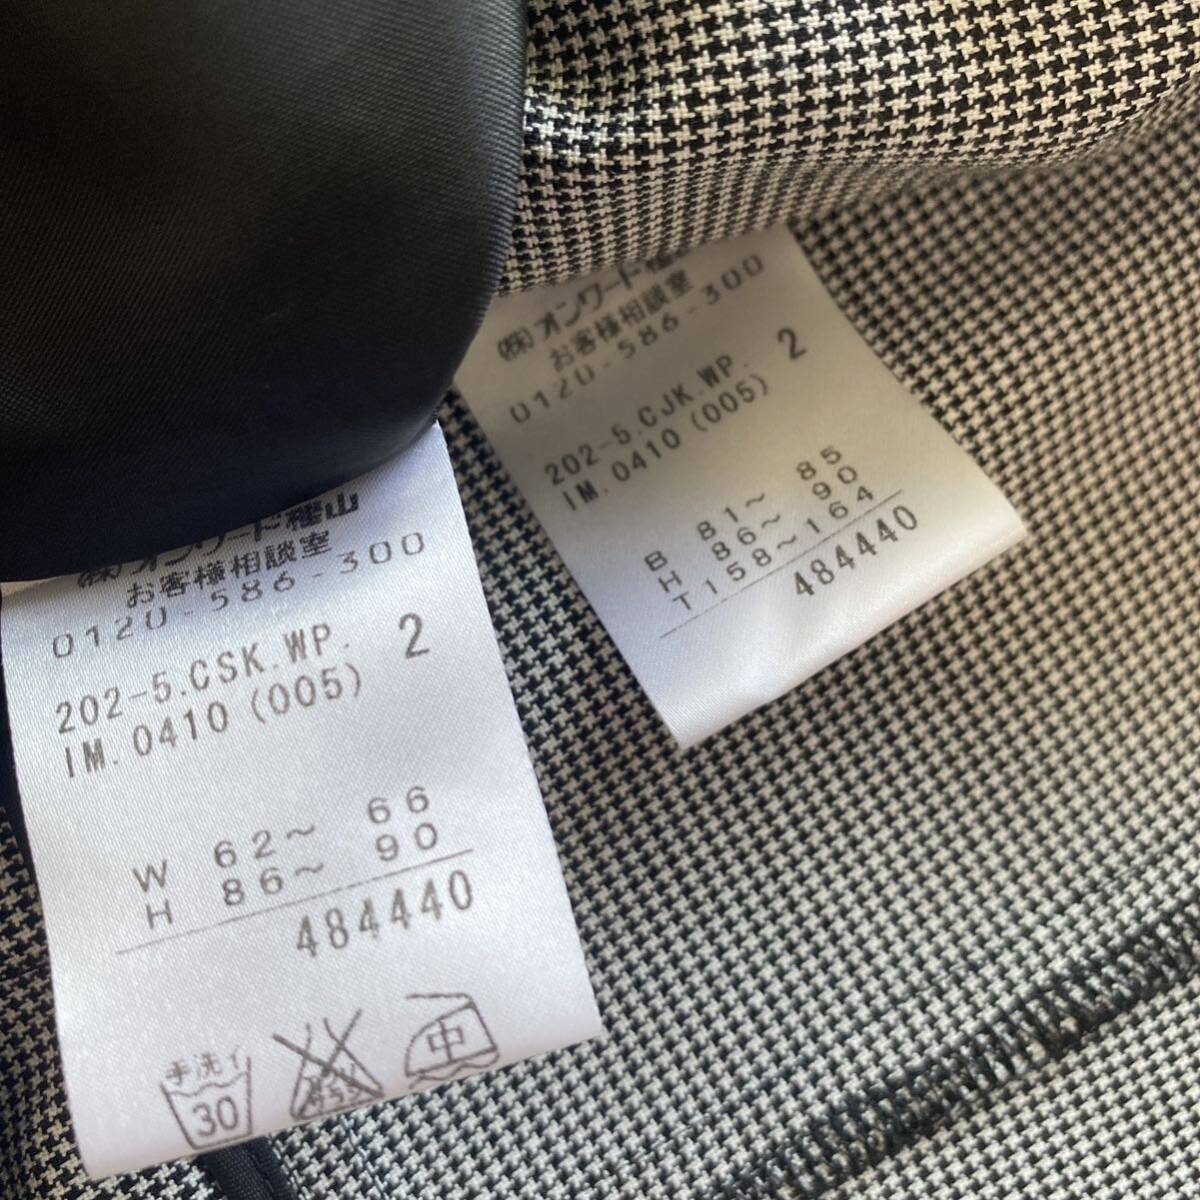 ㈱オンワード樫山
お客様相談室
0120-586-300
202-5.CSK.WP. 2
IM.0410 (005)
W 62～ 66
H 86～ 90
484440
手洗イ
30
中
㈱オンワード
お客様相談室
0120-586-300
202-5.CJK.WP. 2
IM.0410 (005)
B 81～ 85
H 86～ 90
T 158～164
484440